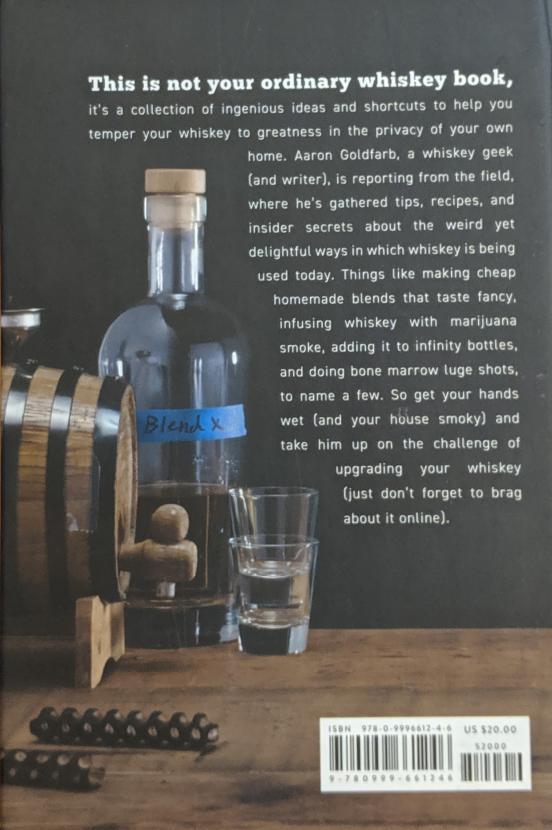 This is not your ordinary whiskey book,
it's a collection of ingenious ideas and shortcuts to help you
temper your whiskey to greatness in the privacy of your own
home. Aaron Goldfarb, a whiskey geek
(and writer), is reporting from the field,
where he's gathered tips, recipes, and
insider secrets about the weird yet
delightful ways in which whiskey is being
used today. Things like making cheap
homemade blends that taste fancy,
infusing whiskey with marijuana
smoke, adding it to infinity bottles,
and doing bone marrow luge shots,
to name a few. So get your hands
wet (and your house smoky) and
take him up on the challenge of
upgrading your whiskey
(just don't forget to brag
about it online).
Blend X
ISBN 978-0-9996612-4-6 US $20.00
52000
9 780999 661246